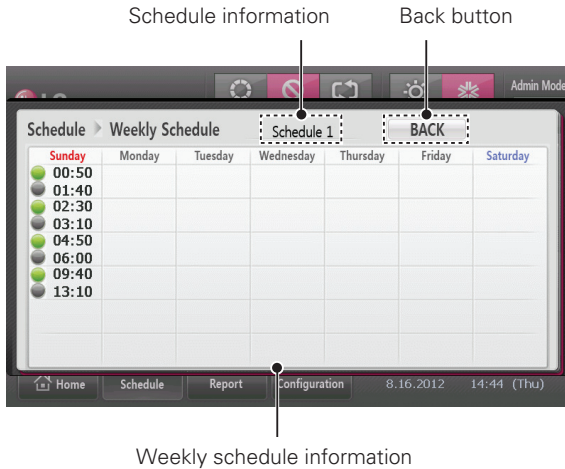 Schedule information Back button
LG
Admin Mode
Schedule Weekly Schedule Schedule 1 BACK
Sunday Monday Tuesday Wednesday Thursday Friday Saturday
00:50
01:40
02:30
03:10
04:50
06:00
09:40
13:10
Home Schedule Report Configuration 8.16.2012 14:44 (Thu)
Weekly schedule information